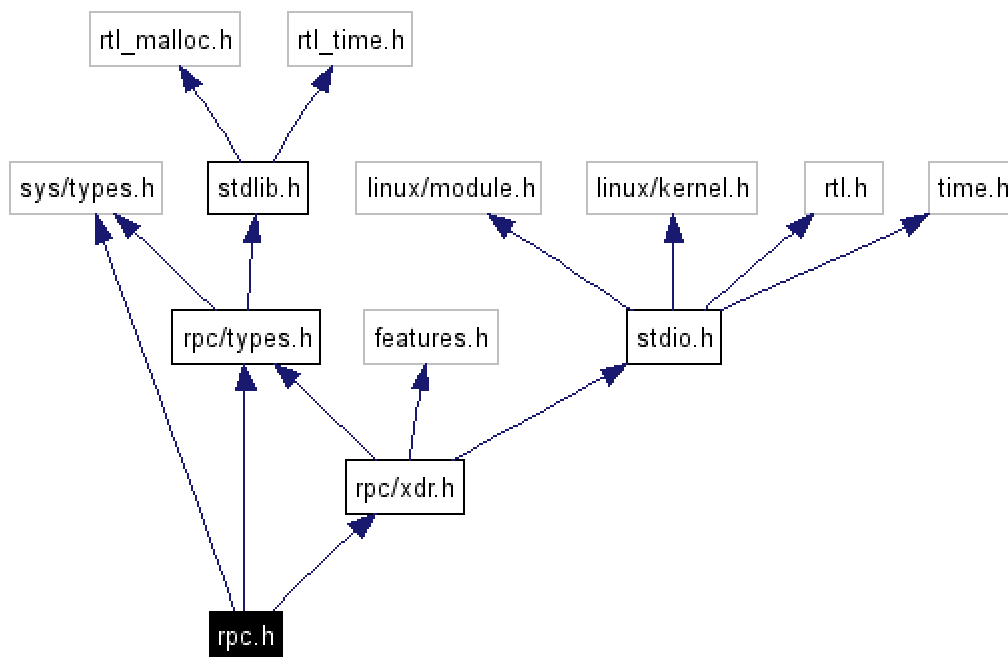 rtl_malloc.h
rtl_time.h
sys/types.h
stdlib.h
linux/module.h
linux/kernel.h
rtl.h
time.h
rpc/types.h
features.h
stdio.h
rpc/xdr.h
rpc.h